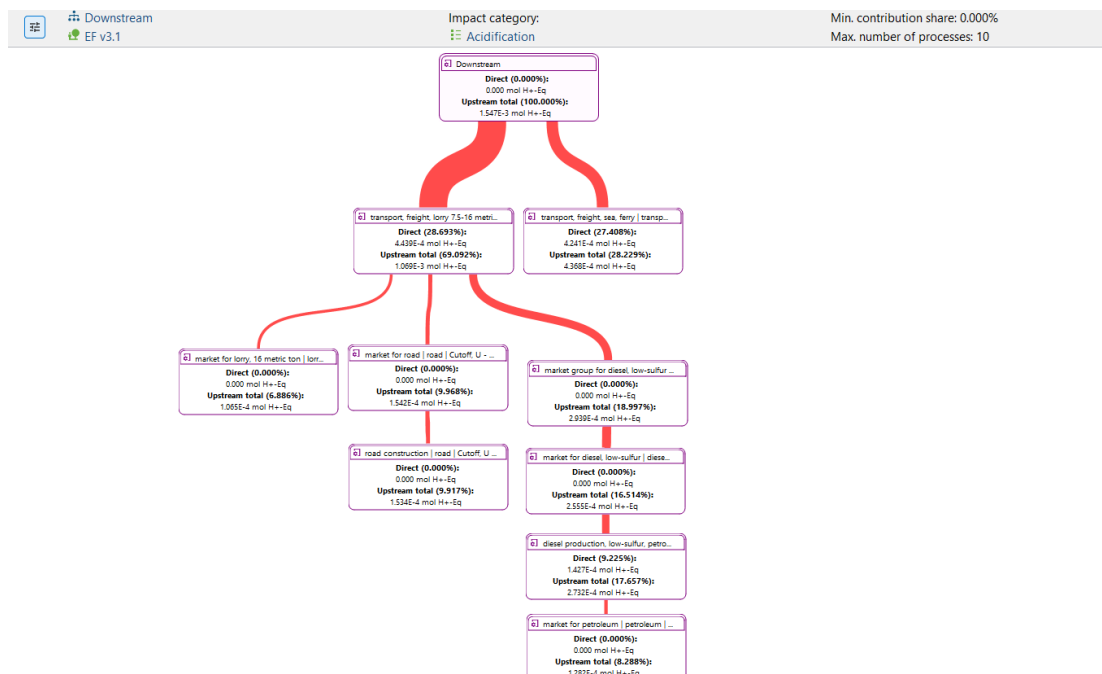 Downstream
EF v3.1
Impact category:
Acidification
Min. contribution share: 0.000%
Max. number of processes: 10
Downstream
Direct (0.000%):
0.000 mol H+-Eq
Upstream total (100.000%):
1.547E-3 mol H+-Eq
transport, freight, lorry 7.5-16 metri...
Direct (28.693%):
4.439E-4 mol H+-Eq
Upstream total (69.092%):
1.069E-3 mol H+-Eq
transport, freight, sea, ferry | transp...
Direct (27.408%):
4.241E-4 mol H+-Eq
Upstream total (28.229%):
4.368E-4 mol H+-Eq
market for lorry, 16 metric ton | lorr...
Direct (0.000%):
0.000 mol H+-Eq
Upstream total (6.886%):
1.065E-4 mol H+-Eq
market for road | road | Cutoff, U - ...
Direct (0.000%):
0.000 mol H+-Eq
Upstream total (9.968%):
1.542E-4 mol H+-Eq
market group for diesel, low-sulfur ...
Direct (0.000%):
0.000 mol H+-Eq
Upstream total (18.997%):
2.939E-4 mol H+-Eq
road construction | road | Cutoff, U ...
Direct (0.000%):
0.000 mol H+-Eq
Upstream total (9.917%):
1.534E-4 mol H+-Eq
market for diesel, low-sulfur | diese...
Direct (0.000%):
0.000 mol H+-Eq
Upstream total (16.514%):
2.555E-4 mol H+-Eq
diesel production, low-sulfur, petro...
Direct (9.225%):
1.427E-4 mol H+-Eq
Upstream total (17.657%):
2.732E-4 mol H+-Eq
market for petroleum | petroleum | ...
Direct (0.000%):
0.000 mol H+-Eq
Upstream total (8.288%):
1.282E-4 mol H+-Eq